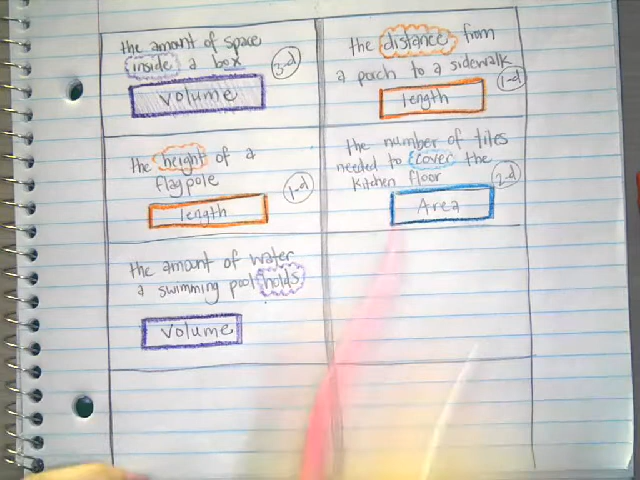 the amount of space
inside a box
3-d
volume
the distance from
a porch to a sidewalk
1-d
length
the height of a
flagpole
1-d
length
the number of tiles
needed to cover the
kitchen floor
2-d
Area
the amount of water
a swimming pool holds
volume